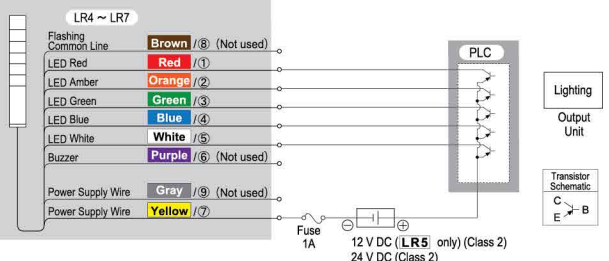 LR4 ~ LR7
Flashing
Common Line Brown /⑧ (Not used)
LED Red Red /①
LED Amber Orange /②
LED Green Green /③
LED Blue Blue /④
LED White White /⑤
Buzzer Purple /⑥ (Not used)
Power Supply Wire Gray /⑨ (Not used)
Power Supply Wire Yellow /⑦
PLC
Fuse
1A
⊖ ⊕
12 V DC (LR5 only) (Class 2)
24 V DC (Class 2)
Lighting
Output
Unit
Transistor
Schematic
C
B
E